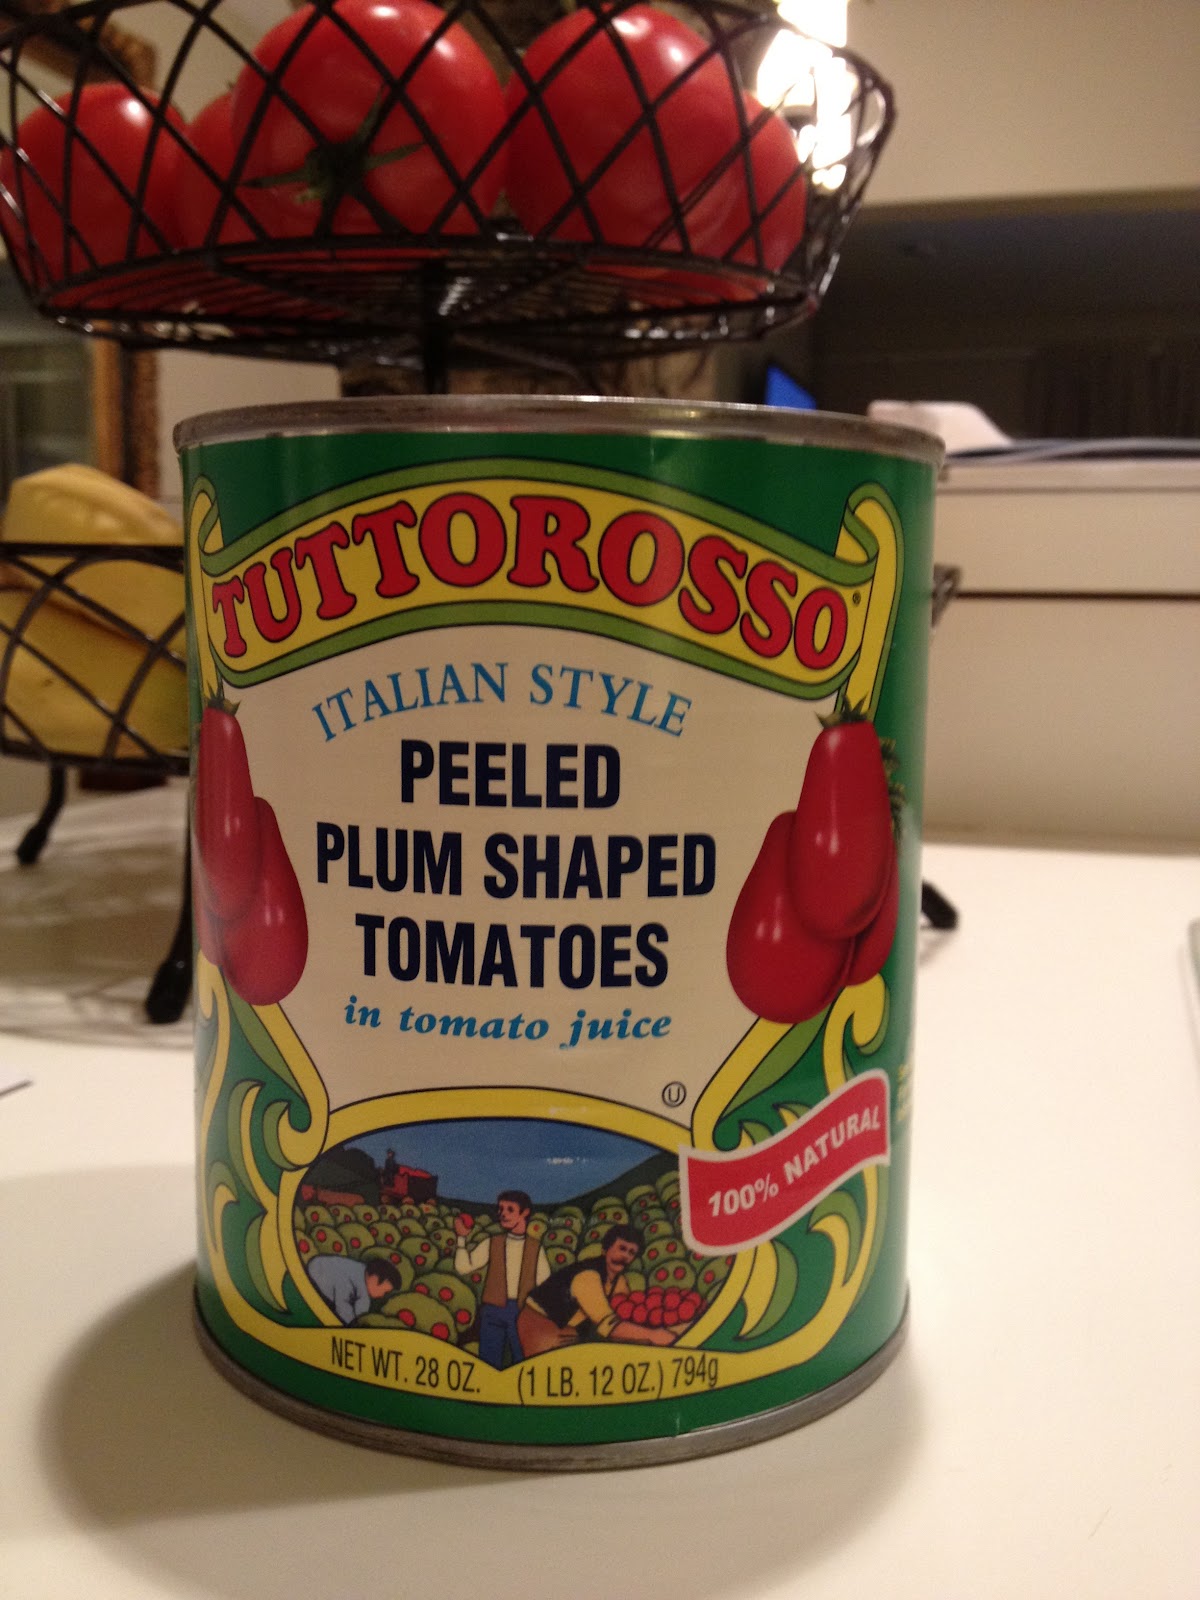 TUTTOROSSO®
ITALIAN STYLE
PEELED
PLUM SHAPED
TOMATOES
in tomato juice
U
100% NATURAL
NET WT. 28 OZ. (1 LB. 12 OZ.) 794g